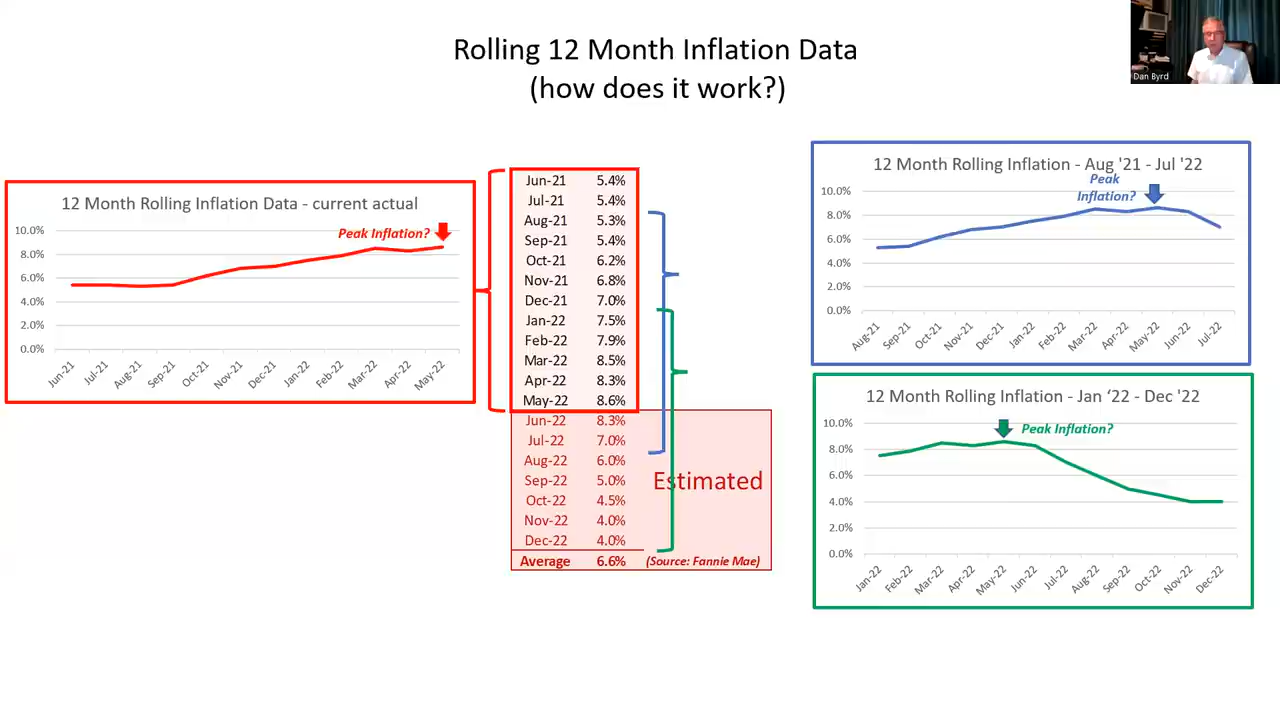 Rolling 12 Month Inflation Data
(how does it work?)
Dan Byrd
12 Month Rolling Inflation Data - current actual
Peak Inflation?
10.0%
8.0%
6.0%
4.0%
2.0%
0.0%
Jun-21 Jul-21 Aug-21 Sep-21 Oct-21 Nov-21 Dec-21 Jan-22 Feb-22 Mar-22 Apr-22 May-22
Jun-21 5.4%
Jul-21 5.4%
Aug-21 5.3%
Sep-21 5.4%
Oct-21 6.2%
Nov-21 6.8%
Dec-21 7.0%
Jan-22 7.5%
Feb-22 7.9%
Mar-22 8.5%
Apr-22 8.3%
May-22 8.6%
Jun-22 8.3%
Jul-22 7.0%
Aug-22 6.0%
Sep-22 5.0%
Oct-22 4.5%
Nov-22 4.0%
Dec-22 4.0%
Average 6.6%
Estimated
(Source: Fannie Mae)
12 Month Rolling Inflation - Aug '21 - Jul '22
Peak
Inflation?
10.0%
8.0%
6.0%
4.0%
2.0%
0.0%
Aug-21 Sep-21 Oct-21 Nov-21 Dec-21 Jan-22 Feb-22 Mar-22 Apr-22 May-22 Jun-22 Jul-22
12 Month Rolling Inflation - Jan ‘22 - Dec '22
Peak Inflation?
10.0%
8.0%
6.0%
4.0%
2.0%
0.0%
Jan-22 Feb-22 Mar-22 Apr-22 May-22 Jun-22 Jul-22 Aug-22 Sep-22 Oct-22 Nov-22 Dec-22